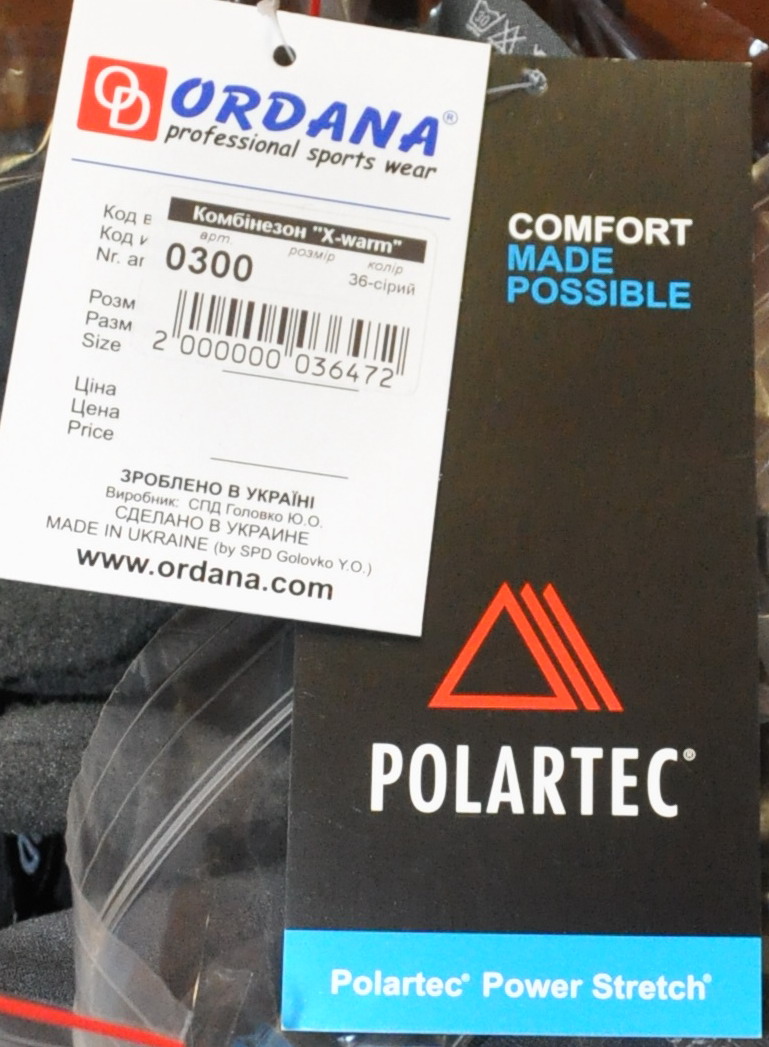 OD ORDANA®
professional sports wear
Комбінезон "X-warm"
арт. розмір колір
0300 36-сірий
2 000000 036472
Код
Код
Nr.
Розм
Разм
Size
Ціна
Цена
Price
ЗРОБЛЕНО В УКРАЇНІ
Виробник: СПД Головко Ю.О.
СДЕЛАНО В УКРАИНЕ
MADE IN UKRAINE (by SPD Golovko Y.O.)
www.ordana.com
30
COMFORT
MADE
POSSIBLE
POLARTEC®
Polartec® Power Stretch®